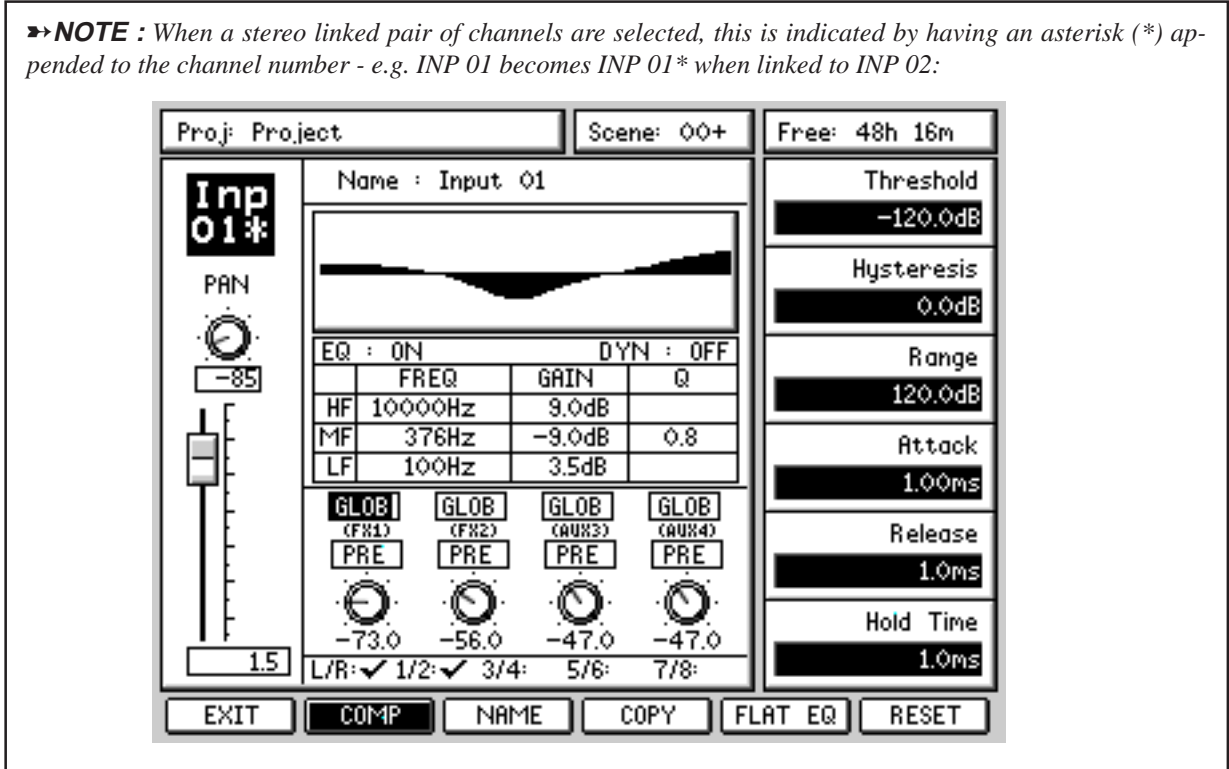 ➳NOTE : When a stereo linked pair of channels are selected, this is indicated by having an asterisk (*) ap-
pended to the channel number - e.g. INP 01 becomes INP 01* when linked to INP 02:
Proj: Project
Scene: 00+
Free: 48h 16m
Inp
01*
PAN
-85
1.5
Name : Input 01
EQ : ON DYN : OFF
FREQ GAIN Q
HF 10000Hz 9.0dB
MF 376Hz -9.0dB 0.8
LF 100Hz 3.5dB
GLOB GLOB GLOB GLOB
(FX1) (FX2) (AUX3) (AUX4)
PRE PRE PRE PRE
-73.0 -56.0 -47.0 -47.0
L/R:✓ 1/2:✓ 3/4: 5/6: 7/8:
Threshold
-120.0dB
Hysteresis
0.0dB
Range
120.0dB
Attack
1.00ms
Release
1.0ms
Hold Time
1.0ms
EXIT COMP NAME COPY FLAT EQ RESET